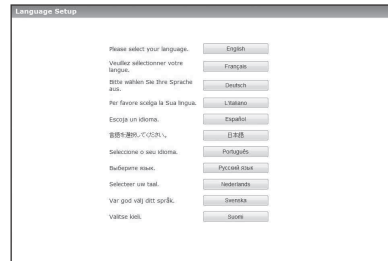 Language Setup
Please select your language. English
Veuillez sélectionner votre
langue. Français
Bitte wählen Sie Ihre Sprache
aus. Deutsch
Per favore scelga la Sua lingua. L'italiano
Escoja un idioma. Español
言語を選択してください。 日本語
Seleccione o seu idioma. Português
Выберите язык. Русский язык
Selecteer uw taal. Nederlands
Var god välj ditt språk. Svenska
Valitse kieli. Suomi